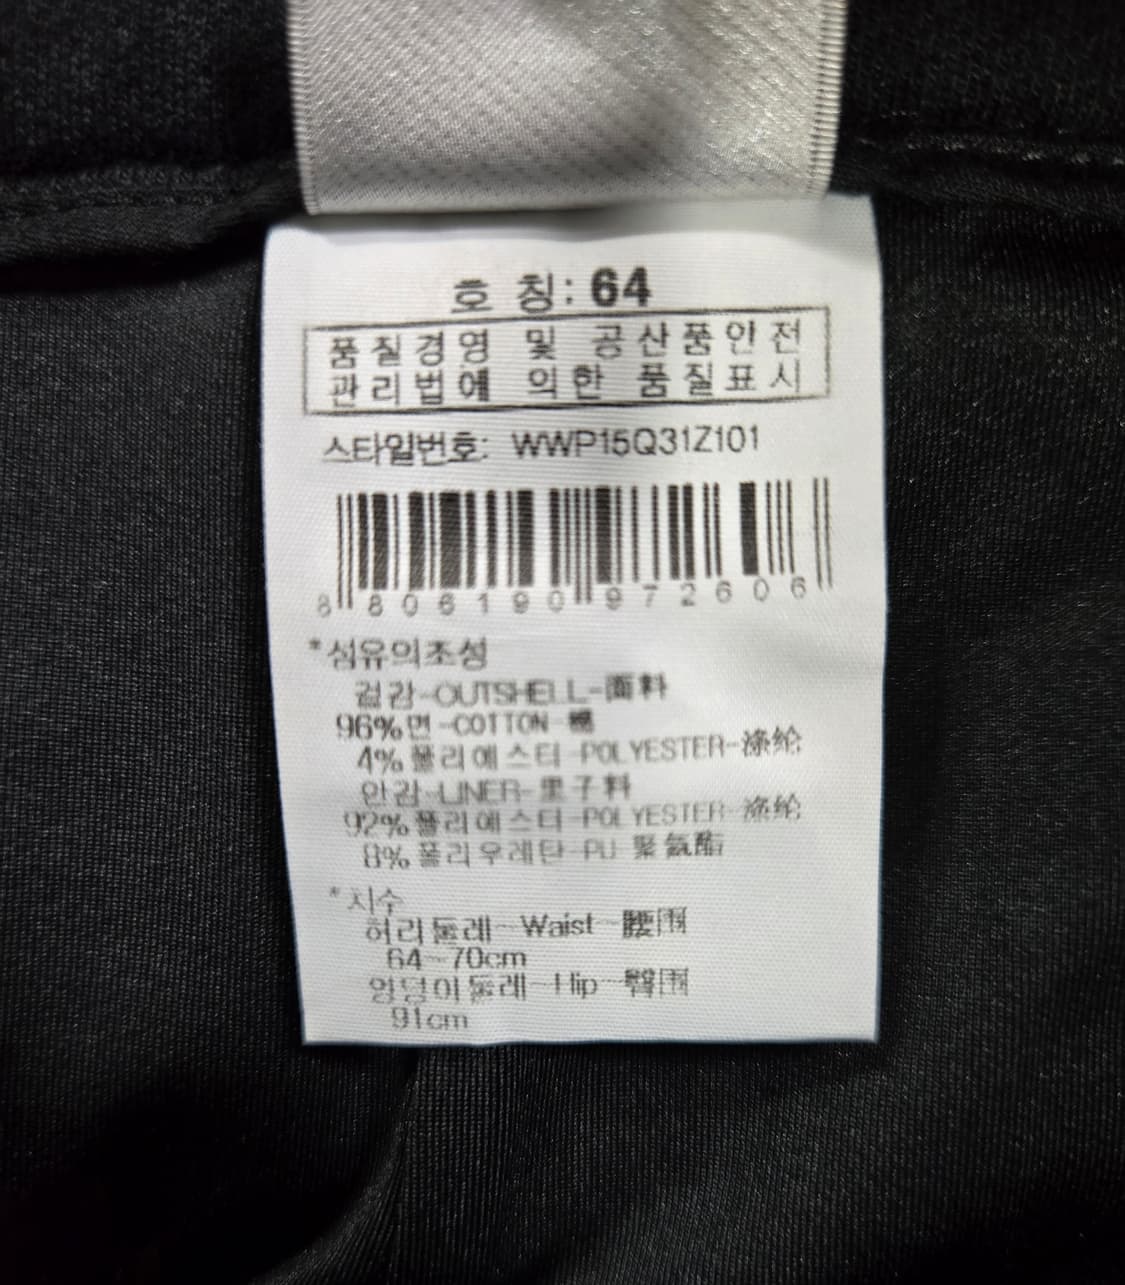 호 칭: 64
품질경영 및 공산품안전
관리법에 의한 품질표시
스타일번호: WWP15Q31Z101
8 806190 972606
*섬유의조성
겉감-OUTSHELL-面料
96%면-COTTON-棉
4%폴리에스터-POLYESTER-涤纶
안감-LINER-里子料
92%폴리에스터-POLYESTER-涤纶
8%폴리우레탄-PU 聚氨酯
*치수
허리둘레-Waist-腰围
64~70cm
엉덩이둘레-Hip-臀围
91cm